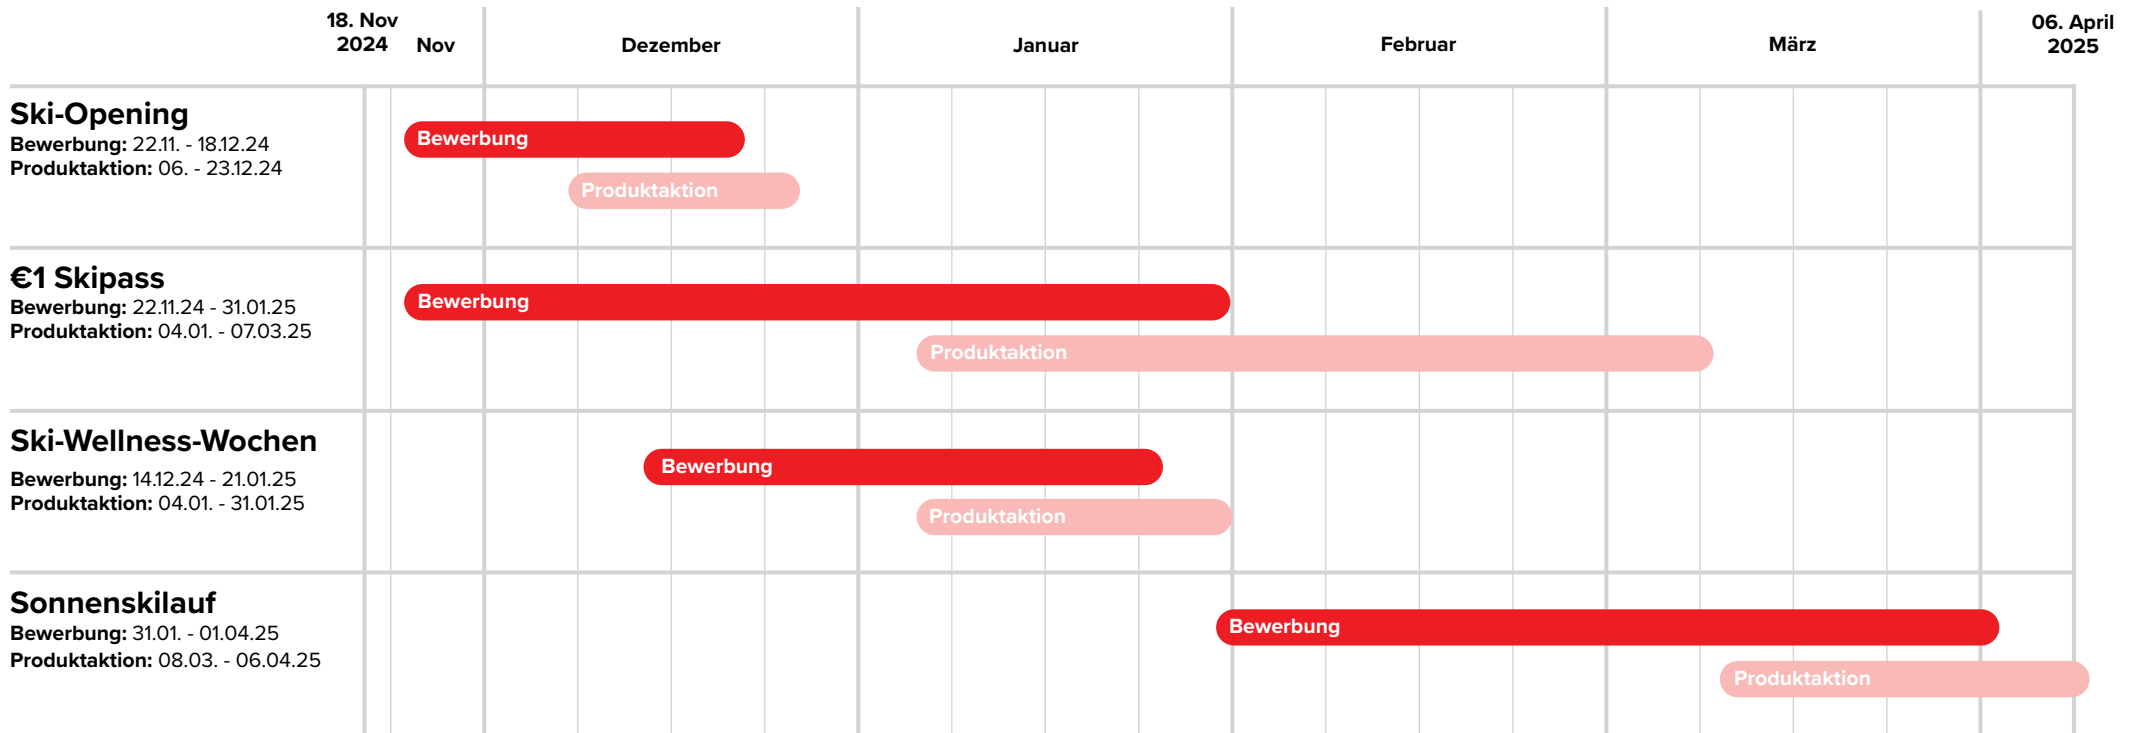 18. Nov
2024
Nov
Dezember
Januar
Februar
März
06. April
2025
Ski-Opening
Bewerbung: 22.11. - 18.12.24
Produktaktion: 06. - 23.12.24
Bewerbung
Produktaktion
€1 Skipass
Bewerbung: 22.11.24 - 31.01.25
Produktaktion: 04.01. - 07.03.25
Bewerbung
Produktaktion
Ski-Wellness-Wochen
Bewerbung: 14.12.24 - 21.01.25
Produktaktion: 04.01. - 31.01.25
Bewerbung
Produktaktion
Sonnenskilauf
Bewerbung: 31.01. - 01.04.25
Produktaktion: 08.03. - 06.04.25
Bewerbung
Produktaktion